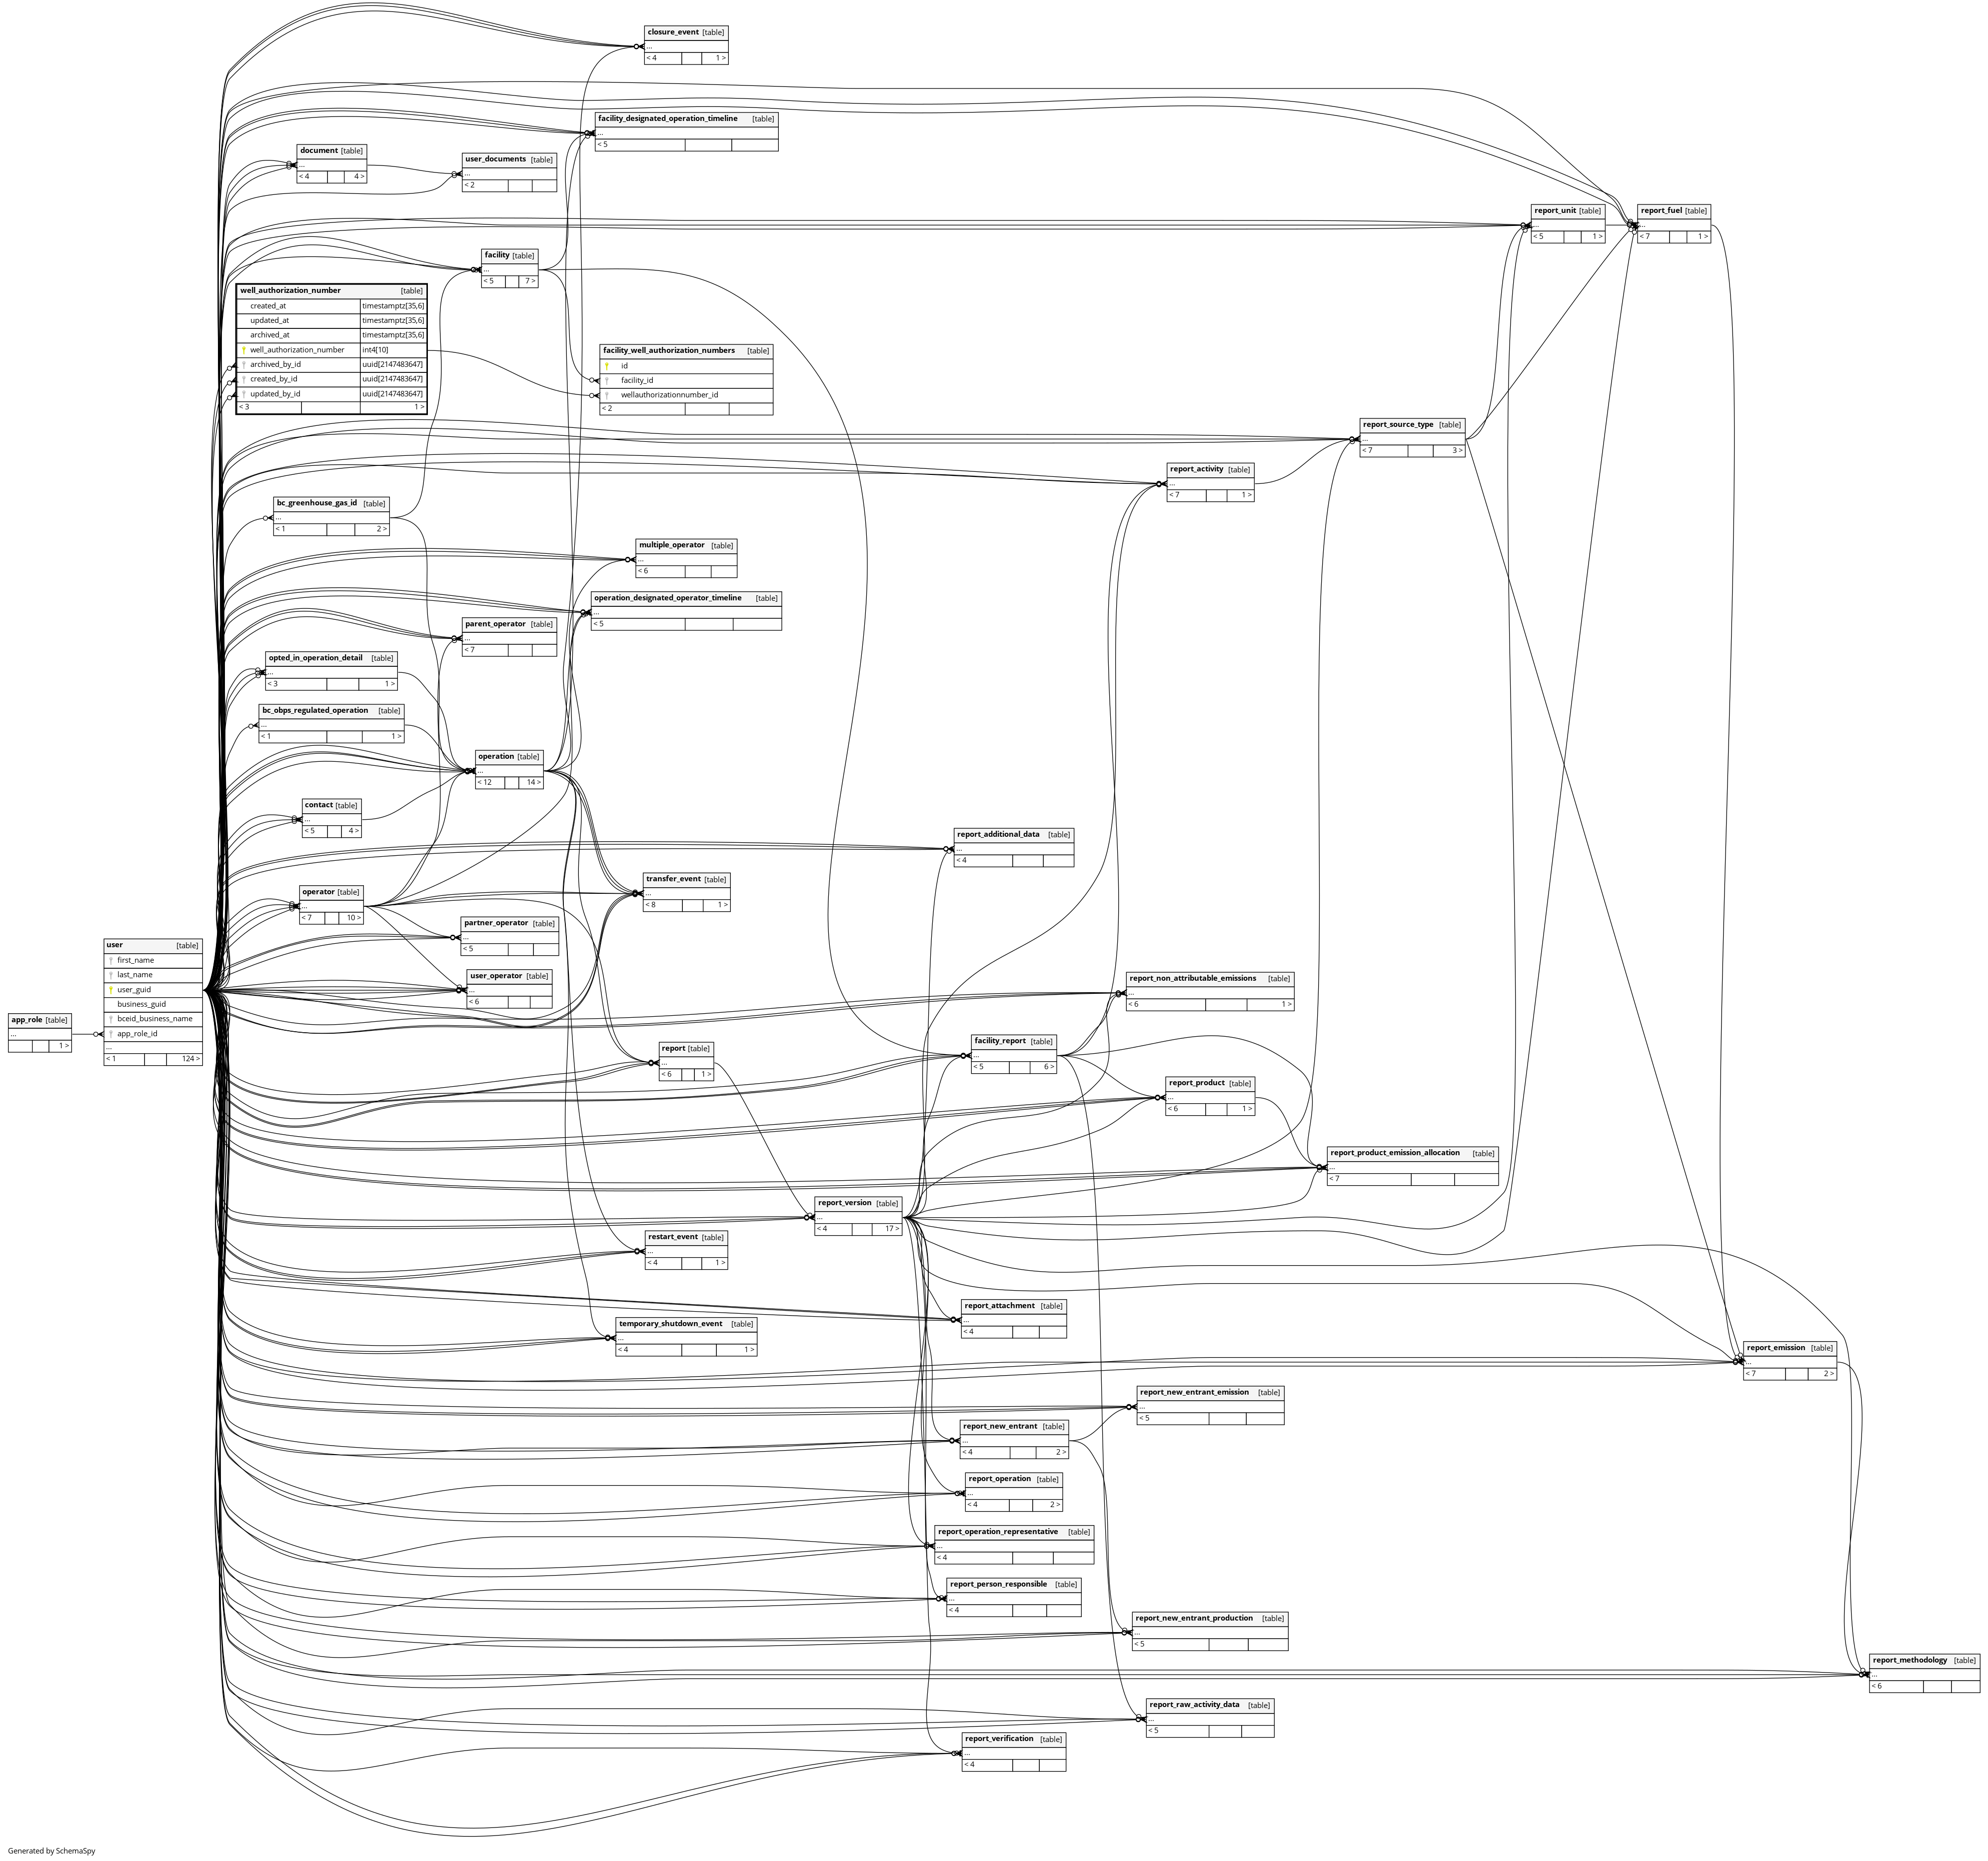 closure_event [table]
...
< 4 1 >
facility_designated_operation_timeline [table]
...
< 5
document [table]
...
< 4 4 >
user_documents [table]
...
< 2
report_unit [table]
...
< 5 1 >
report_fuel [table]
...
< 7 1 >
facility [table]
...
< 5 7 >
well_authorization_number [table]
created_at timestamptz[35,6]
updated_at timestamptz[35,6]
archived_at timestamptz[35,6]
well_authorization_number int4[10]
archived_by_id uuid[2147483647]
created_by_id uuid[2147483647]
updated_by_id uuid[2147483647]
< 3 1 >
facility_well_authorization_numbers [table]
id
facility_id
wellauthorizationnumber_id
< 2
report_source_type [table]
...
< 7 3 >
report_activity [table]
...
< 7 1 >
bc_greenhouse_gas_id [table]
...
< 1 2 >
multiple_operator [table]
...
< 6
operation_designated_operator_timeline [table]
...
< 5
parent_operator [table]
...
< 7
opted_in_operation_detail [table]
...
< 3 1 >
bc_obps_regulated_operation [table]
...
< 1 1 >
operation [table]
...
< 12 14 >
contact [table]
...
< 5 4 >
report_additional_data [table]
...
< 4
transfer_event [table]
...
< 8 1 >
operator [table]
...
< 7 10 >
partner_operator [table]
...
< 5
user [table]
first_name
last_name
user_guid
business_guid
bceid_business_name
app_role_id
...
< 1 124 >
user_operator [table]
...
< 6
report_non_attributable_emissions [table]
...
< 6 1 >
app_role [table]
...
1 >
facility_report [table]
...
< 5 6 >
report [table]
...
< 6 1 >
report_product [table]
...
< 6 1 >
report_product_emission_allocation [table]
...
< 7
report_version [table]
...
< 4 17 >
restart_event [table]
...
< 4 1 >
report_attachment [table]
...
< 4
temporary_shutdown_event [table]
...
< 4 1 >
report_emission [table]
...
< 7 2 >
report_new_entrant_emission [table]
...
< 5
report_new_entrant [table]
...
< 4 2 >
report_operation [table]
...
< 4 2 >
report_operation_representative [table]
...
< 4
report_person_responsible [table]
...
< 4
report_new_entrant_production [table]
...
< 5
report_methodology [table]
...
< 6
report_raw_activity_data [table]
...
< 5
report_verification [table]
...
< 4
Generated by SchemaSpy